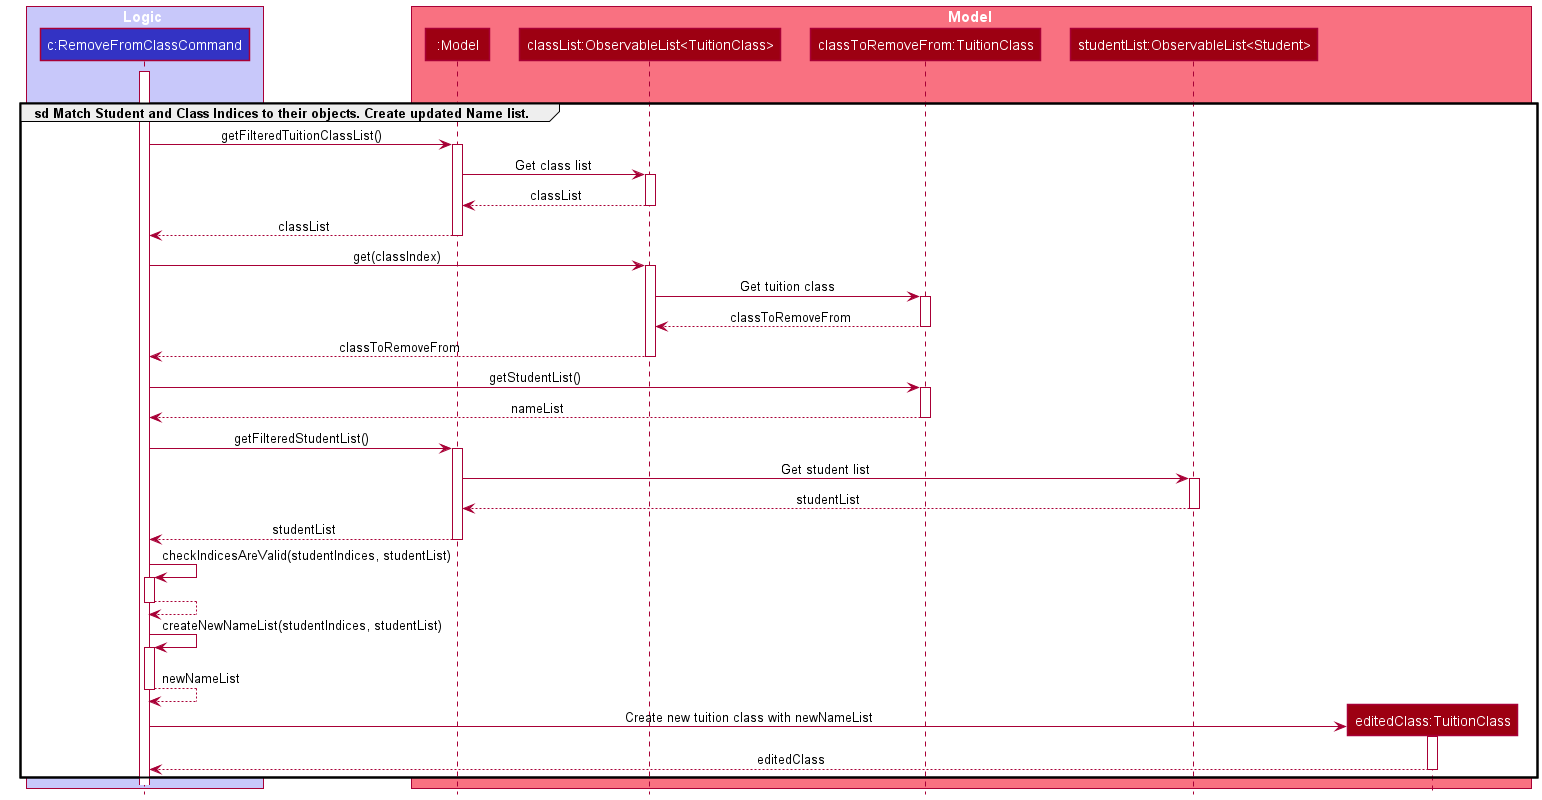 Logic
Model
c:RemoveFromClassCommand
:Model
classList:ObservableList<TuitionClass>
classToRemoveFrom:TuitionClass
studentList:ObservableList<Student>
sd Match Student and Class Indices to their objects. Create updated Name list.
getFilteredTuitionClassList()
Get class list
classList
classList
get(classIndex)
Get tuition class
classToRemoveFrom
classToRemoveFrom
getStudentList()
nameList
getFilteredStudentList()
Get student list
studentList
studentList
checkIndicesAreValid(studentIndices, studentList)
createNewNameList(studentIndices, studentList)
newNameList
Create new tuition class with newNameList
editedClass:TuitionClass
editedClass